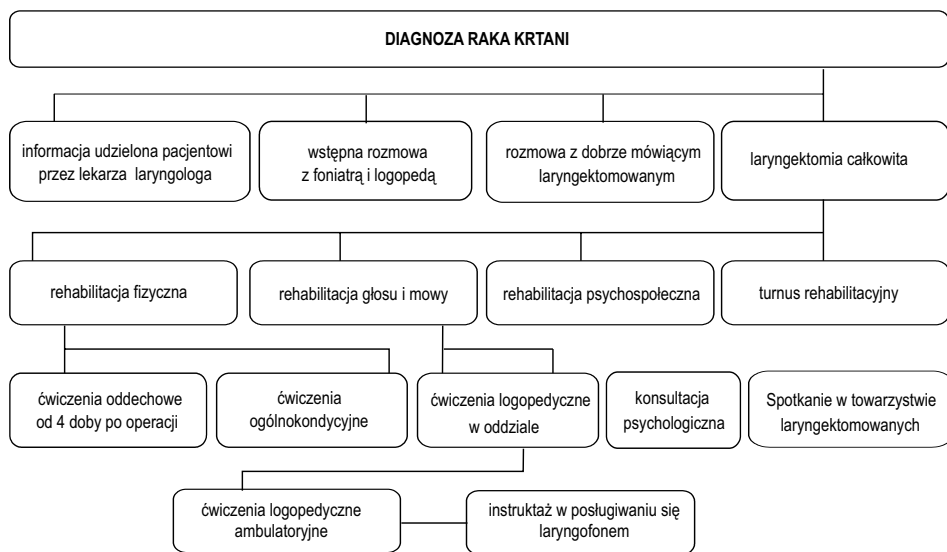 DIAGNOZA RAKA KRTANI
informacja udzielona pacjentowi
przez lekarza laryngologa
wstępna rozmowa
z foniatrą i logopedą
rozmowa z dobrze mówiącym
laryngektomowanym
laryngektomia całkowita
rehabilitacja fizyczna
rehabilitacja głosu i mowy
rehabilitacja psychospołeczna
turnus rehabilitacyjny
ćwiczenia oddechowe
od 4 doby po operacji
ćwiczenia
ogólnokondycyjne
ćwiczenia logopedyczne
w oddziale
konsultacja
psychologiczna
Spotkanie w towarzystwie
laryngektomowanych
ćwiczenia logopedyczne
ambulatoryjne
instruktaż w posługiwaniu się
laryngofonem